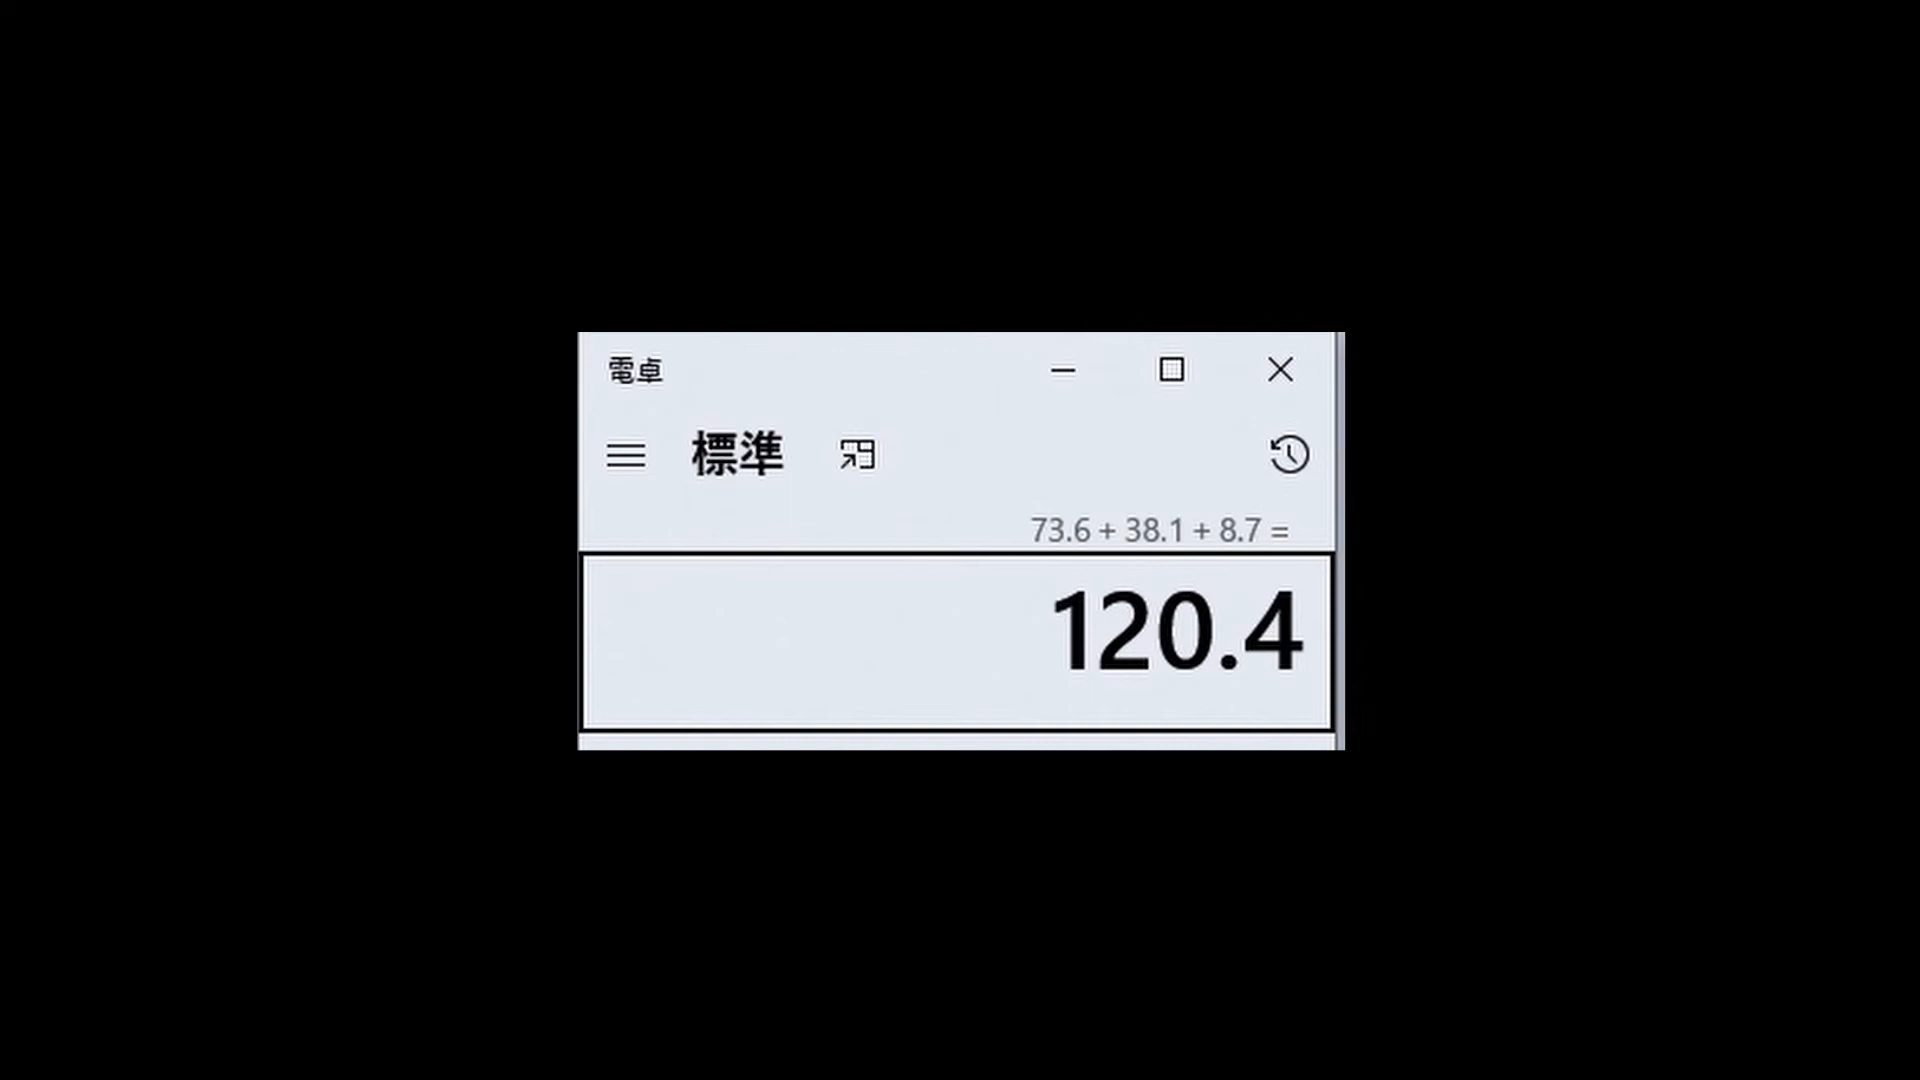 電卓
標準
73.6 + 38.1 + 8.7 =
120.4